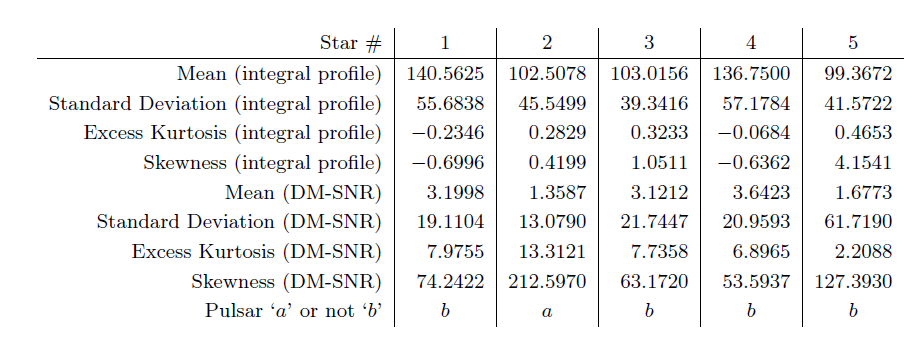 Star # 1 2 3 4 5
Mean (integral profile) 140.5625 102.5078 103.0156 136.7500 99.3672
Standard Deviation (integral profile) 55.6838 45.5499 39.3416 57.1784 41.5722
Excess Kurtosis (integral profile) −0.2346 0.2829 0.3233 −0.0684 0.4653
Skewness (integral profile) −0.6996 0.4199 1.0511 −0.6362 4.1541
Mean (DM-SNR) 3.1998 1.3587 3.1212 3.6423 1.6773
Standard Deviation (DM-SNR) 19.1104 13.0790 21.7447 20.9593 61.7190
Excess Kurtosis (DM-SNR) 7.9755 13.3121 7.7358 6.8965 2.2088
Skewness (DM-SNR) 74.2422 212.5970 63.1720 53.5937 127.3930
Pulsar ‘a’ or not ‘b’ b a b b b